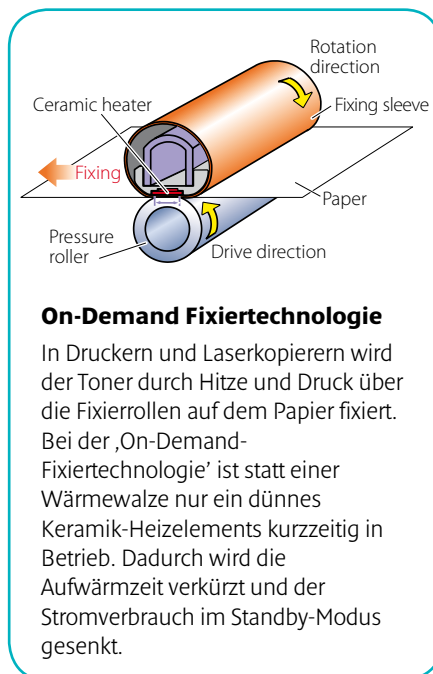 Rotation
direction
Ceramic heater
Fixing sleeve
Fixing
Paper
Pressure
roller
Drive direction
On-Demand Fixiertechnologie
In Druckern und Laserkopierern wird
der Toner durch Hitze und Druck über
die Fixierrollen auf dem Papier fixiert.
Bei der ‚On-Demand-
Fixiertechnologie’ ist statt einer
Wärmewalze nur ein dünnes
Keramik-Heizelements kurzzeitig in
Betrieb. Dadurch wird die
Aufwärmzeit verkürzt und der
Stromverbrauch im Standby-Modus
gesenkt.